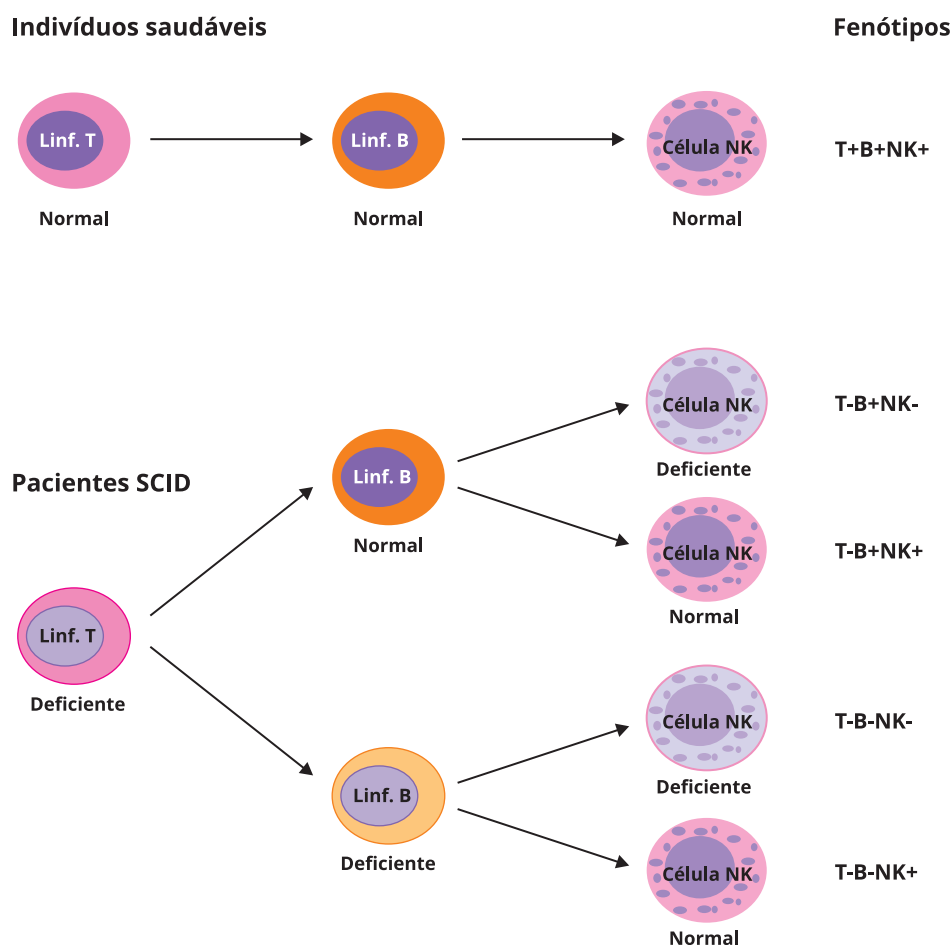 Indivíduos saudáveis
Fenótipos
Linf. T
Linf. B
Célula NK
T+B+NK+
Normal
Normal
Normal
Célula NK
T-B+NK-
Deficiente
Linf. B
Pacientes SCID
Normal
Célula NK
T-B+NK+
Normal
Linf. T
Deficiente
Célula NK
T-B-NK-
Deficiente
Linf. B
Deficiente
Célula NK
T-B-NK+
Normal